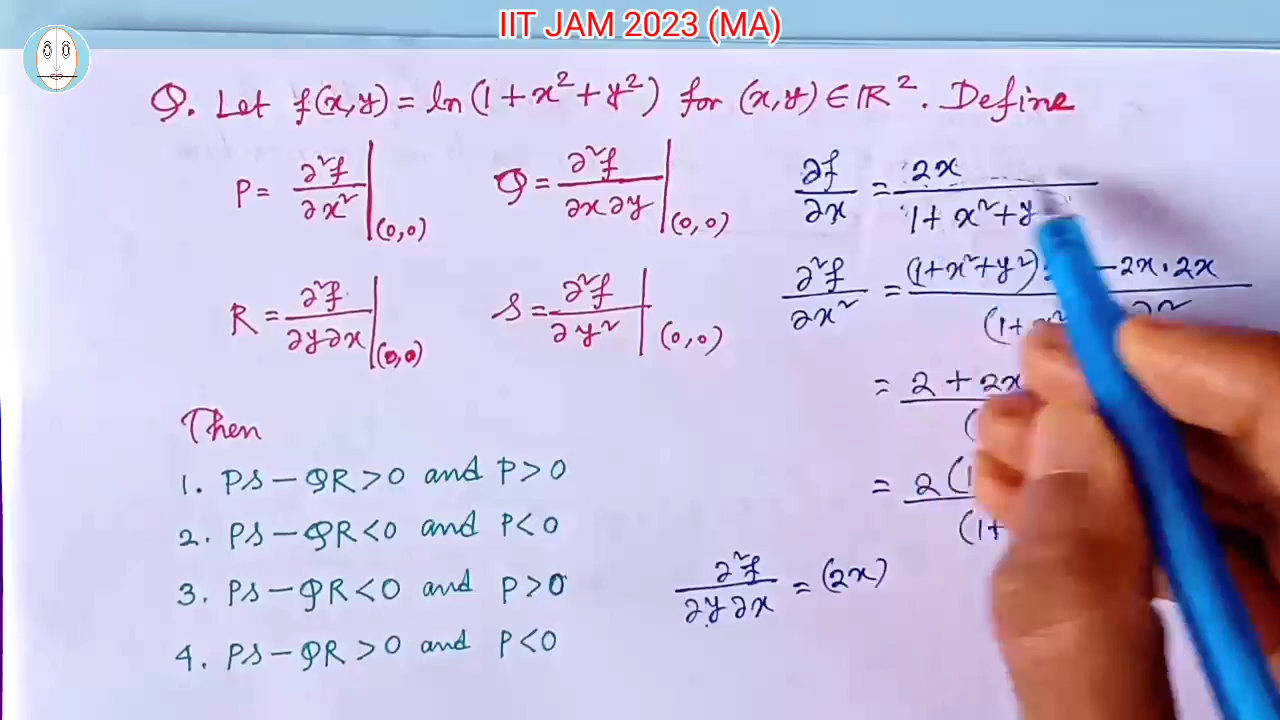 IIT JAM 2023 (MA)
Q. Let f(x,y) = ln(1+x²+y²) for (x,y) ∈ ℝ². Define
P = ∂²f/∂x² |(0,0) Q = ∂²f/∂x∂y |(0,0)
R = ∂²f/∂y∂x |(0,0) S = ∂²f/∂y² |(0,0)
Then
1. PS – QR > 0 and P > 0
2. PS – QR < 0 and P < 0
3. PS – QR < 0 and P > 0
4. PS – QR > 0 and P < 0
∂f/∂x = 2x / 1+x²+y
∂²f/∂x² = (1+x²+y²) – 2x·2x / (1+x²
= 2 + 2x / (
= 2(1 / (1+
∂²f/∂y∂x = (2x)